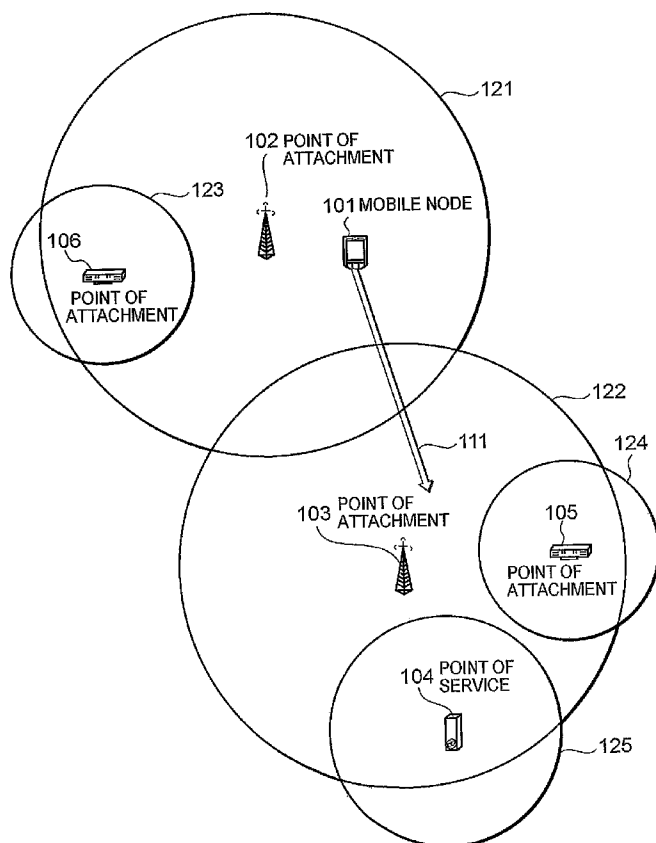 121
102 POINT OF
ATTACHMENT
123
101 MOBILE NODE
106
POINT OF
ATTACHMENT
122
111
124
POINT OF
103 ATTACHMENT
105
POINT OF
ATTACHMENT
104 POINT OF
SERVICE
125